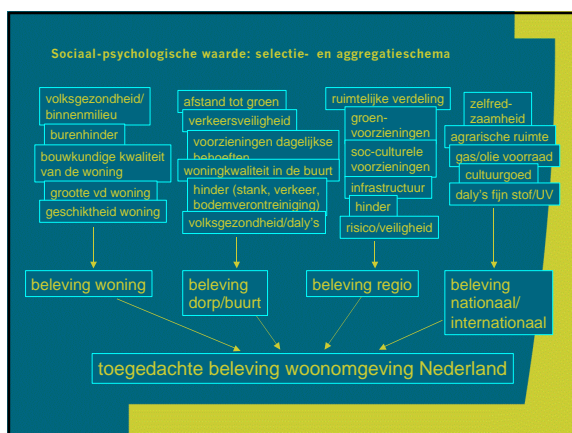 Sociaal-psychologische waarde: selectie- en aggregatieschema
volksgezondheid/
binnenmilieu
burenhinder
bouwkundige kwaliteit
van de woning
grootte vd woning
geschiktheid woning
afstand tot groen
verkeersveiligheid
voorzieningen dagelijkse
behoeften
woningkwaliteit in de buurt
hinder (stank, verkeer,
bodemverontreiniging)
volksgezondheid/daly's
ruimtelijke verdeling
groen-
voorzieningen
soc-culturele
voorzieningen
infrastructuur
hinder
risico/veiligheid
zelfred-
zaamheid
agrarische ruimte
gas/olie voorraad
cultuurgoed
daly's fijn stof/UV
beleving woning
beleving
dorp/buurt
beleving regio
beleving
nationaal/
internationaal
toegedachte beleving woonomgeving Nederland